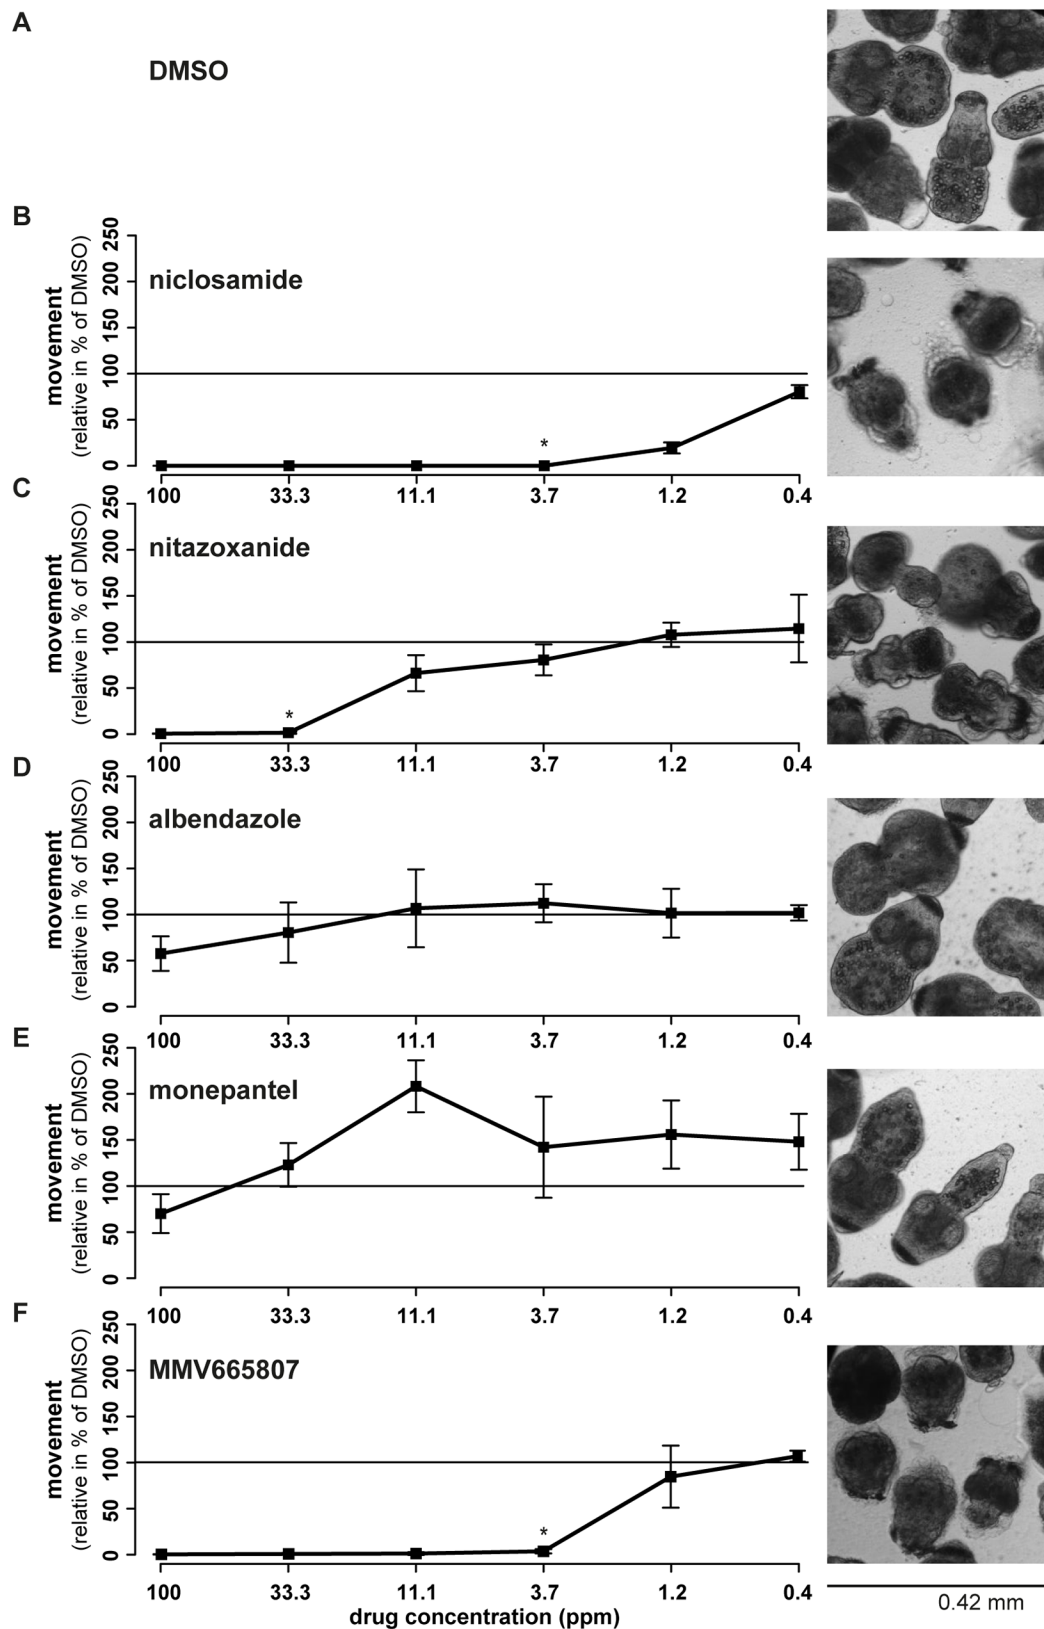 A
DMSO
B
movement
(relative in % of DMSO)
250
200
150
100
50
0
niclosamide
*
100 33.3 11.1 3.7 1.2 0.4
C
movement
(relative in % of DMSO)
250
200
150
100
50
0
nitazoxanide
*
100 33.3 11.1 3.7 1.2 0.4
D
movement
(relative in % of DMSO)
250
200
150
100
50
0
albendazole
100 33.3 11.1 3.7 1.2 0.4
E
movement
(relative in % of DMSO)
250
200
150
100
50
0
monepantel
100 33.3 11.1 3.7 1.2 0.4
F
movement
(relative in % of DMSO)
250
200
150
100
50
0
MMV665807
*
100 33.3 11.1 3.7 1.2 0.4
drug concentration (ppm)
0.42 mm